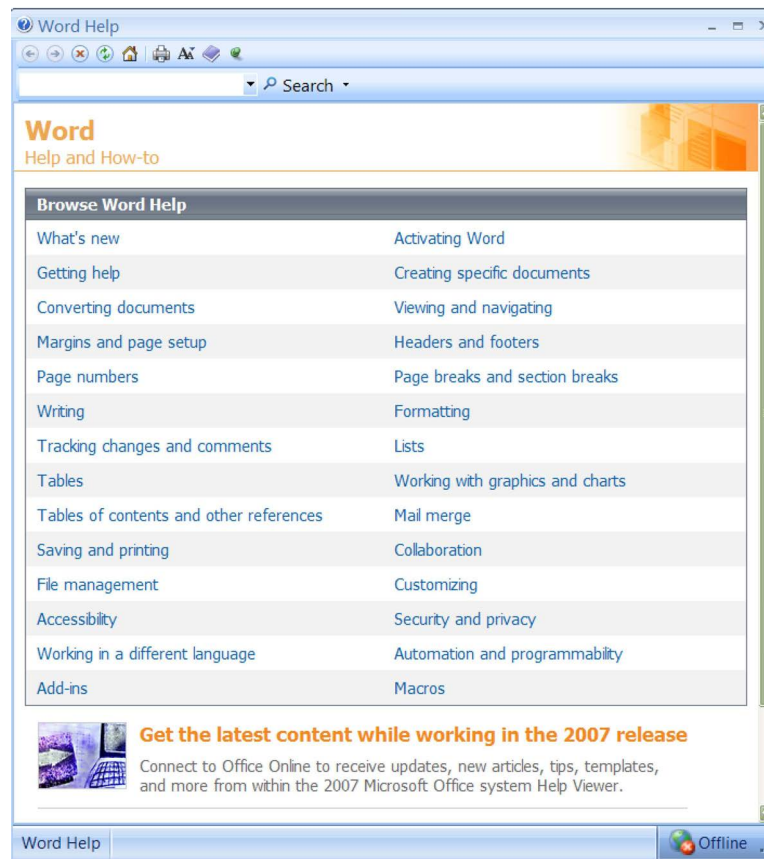 Word Help
Search
Word
Help and How-to
Browse Word Help
What's new Activating Word
Getting help Creating specific documents
Converting documents Viewing and navigating
Margins and page setup Headers and footers
Page numbers Page breaks and section breaks
Writing Formatting
Tracking changes and comments Lists
Tables Working with graphics and charts
Tables of contents and other references Mail merge
Saving and printing Collaboration
File management Customizing
Accessibility Security and privacy
Working in a different language Automation and programmability
Add-ins Macros
Get the latest content while working in the 2007 release
Connect to Office Online to receive updates, new articles, tips, templates,
and more from within the 2007 Microsoft Office system Help Viewer.
Word Help Offline